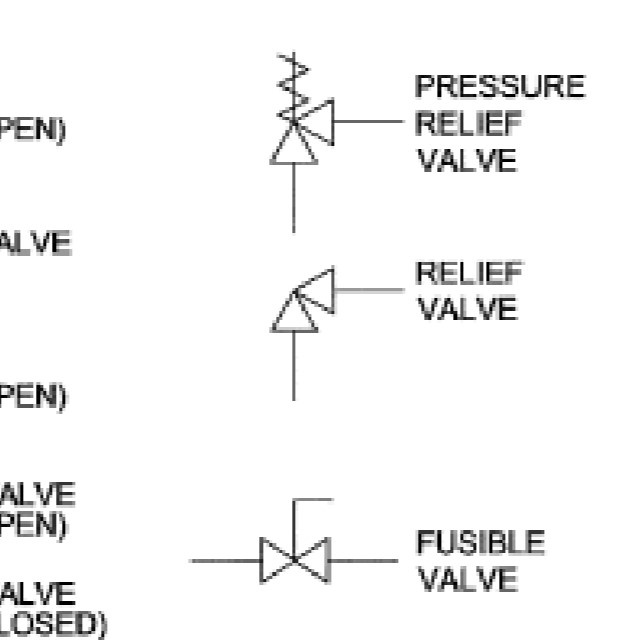 PRESSURE
RELIEF
VALVE
PEN)
ALVE
RELIEF
VALVE
PEN)
ALVE
PEN)
FUSIBLE
VALVE
ALVE
LOSED)